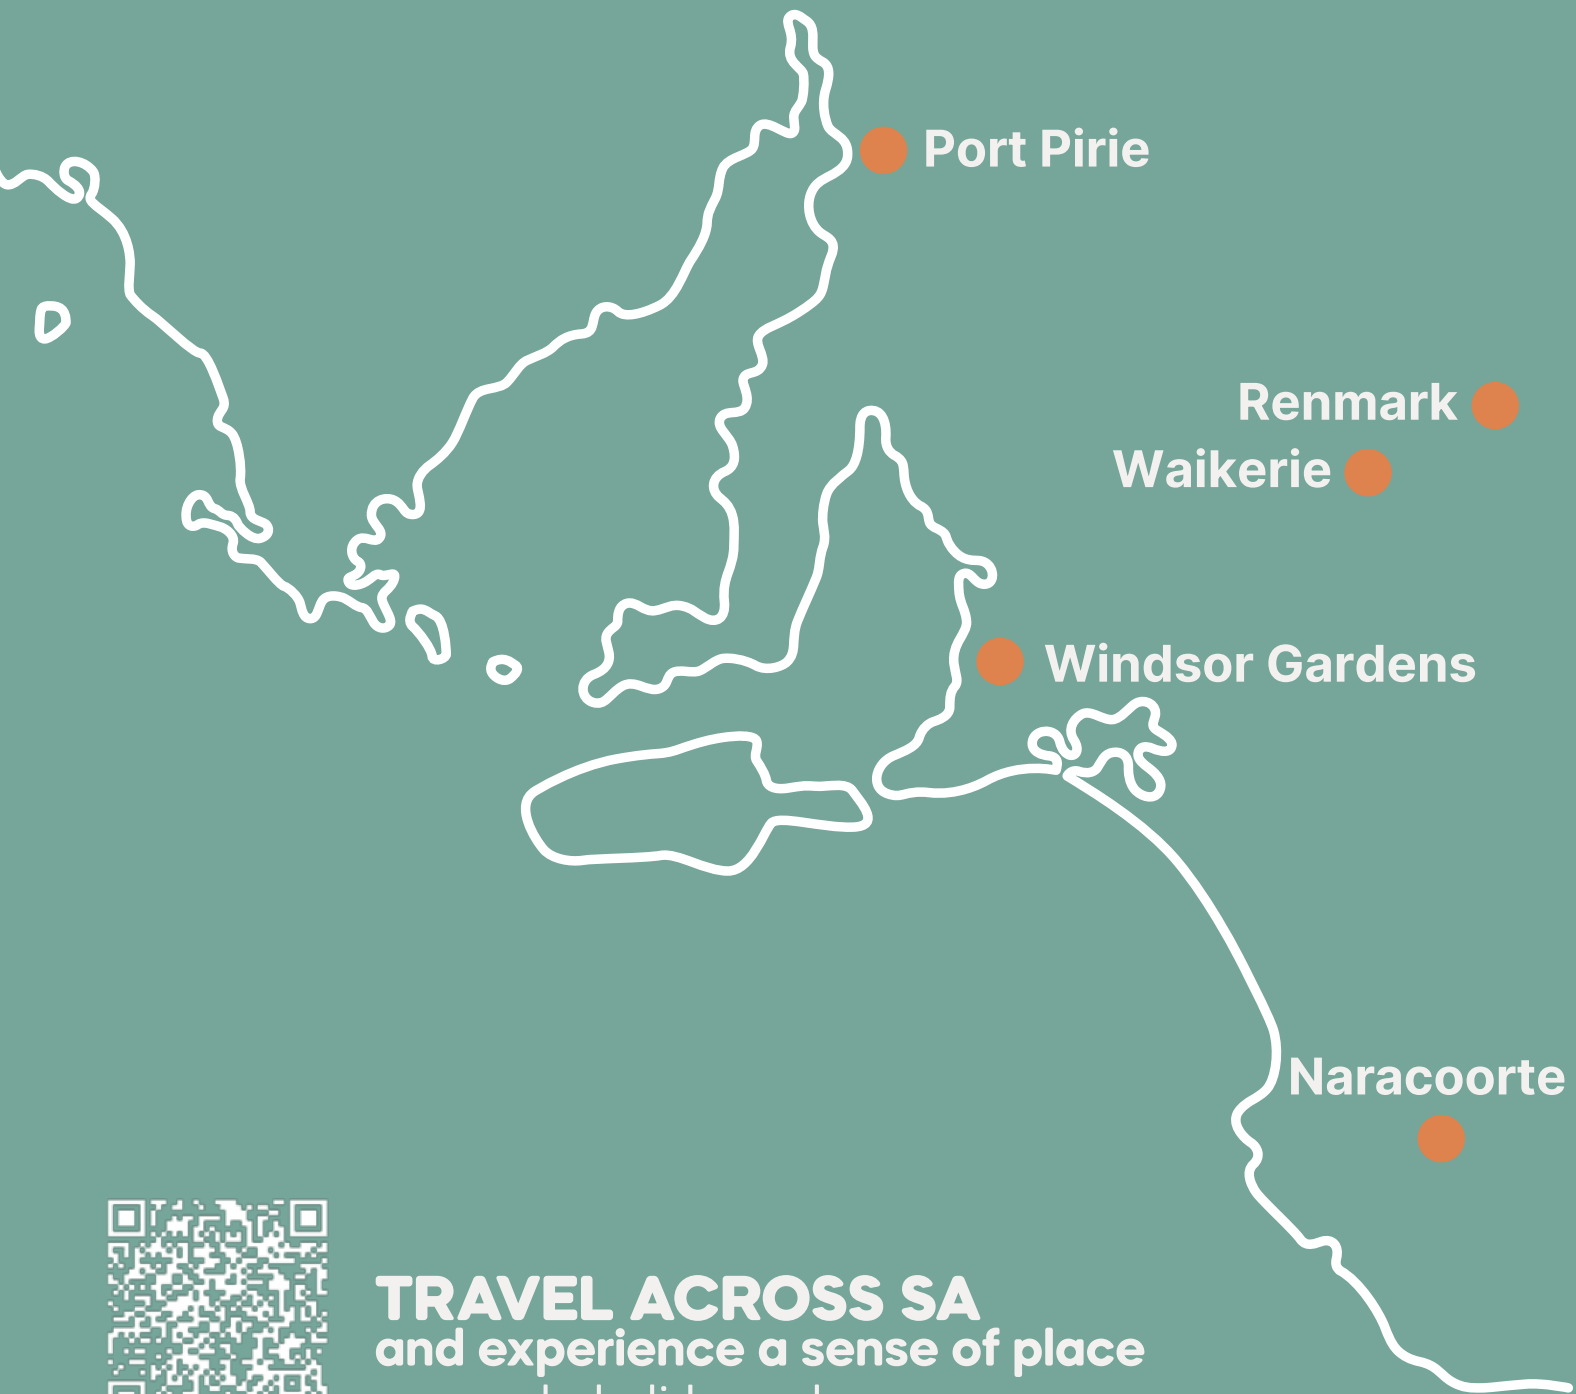 Port Pirie
Renmark
Waikerie
Windsor Gardens
Naracoorte
TRAVEL ACROSS SA
and experience a sense of place